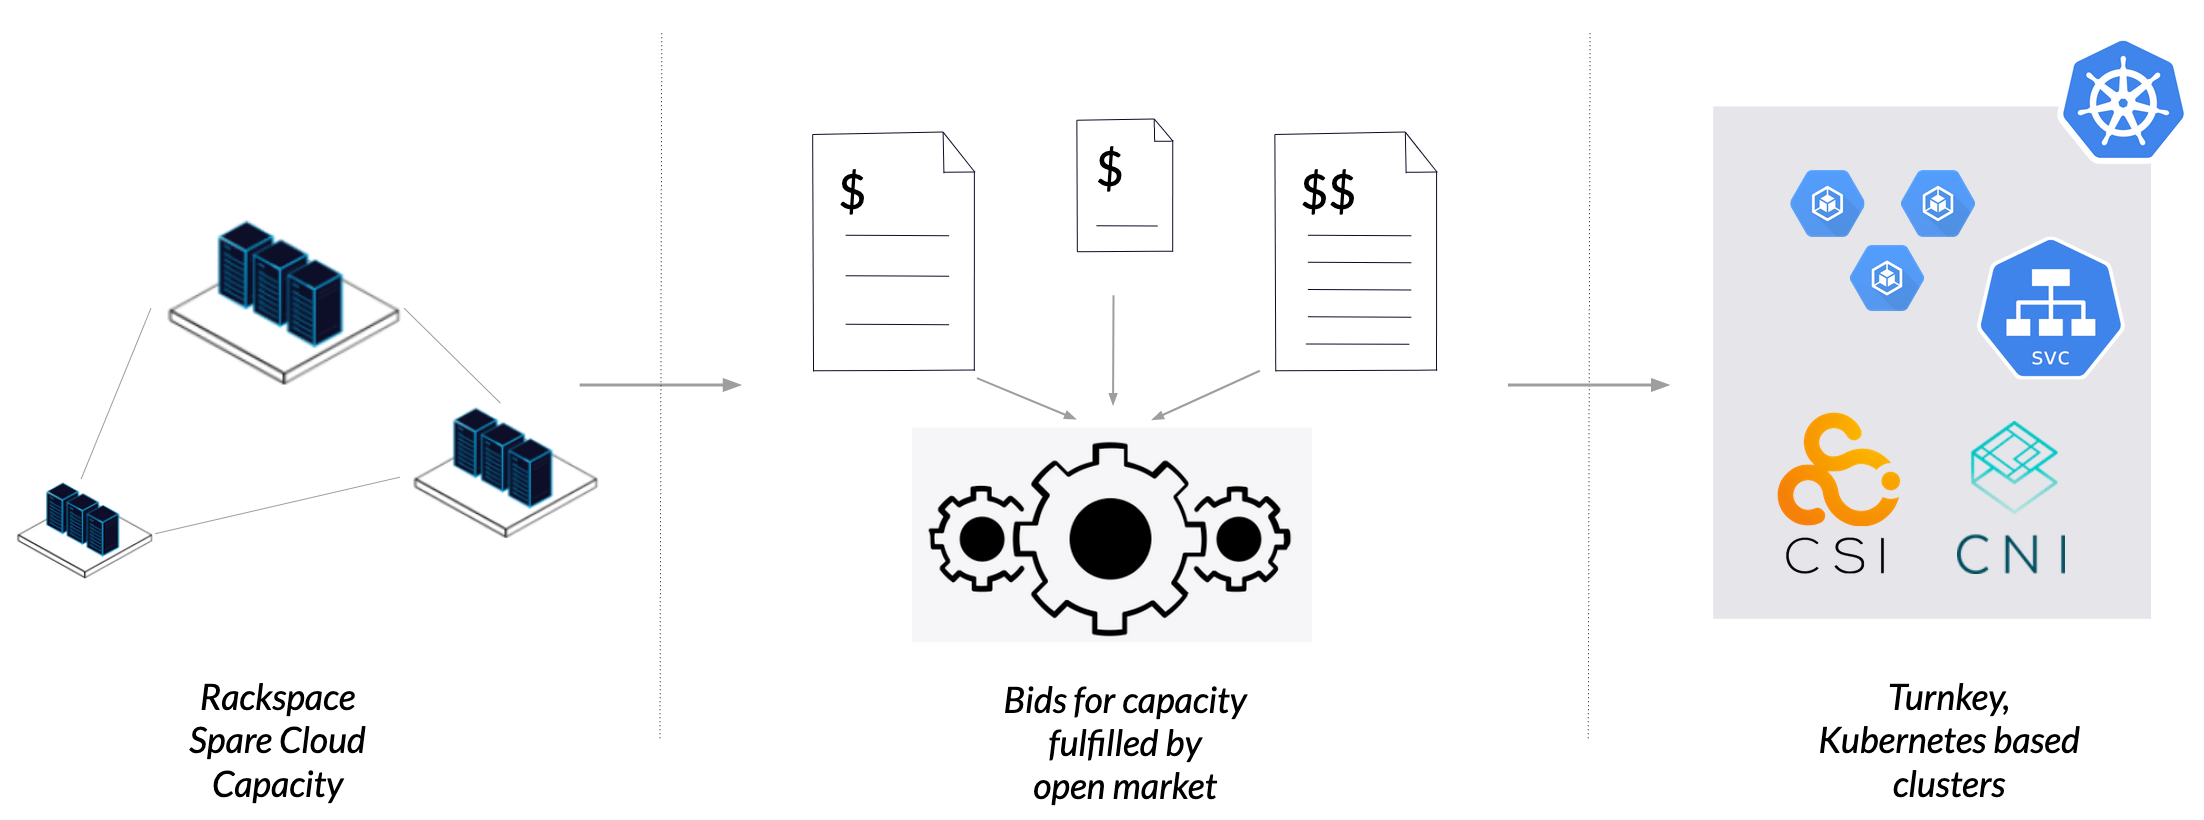 $
$
$$
svc
CSI
CNI
Rackspace
Spare Cloud
Capacity
Bids for capacity
fulfilled by
open market
Turnkey,
Kubernetes based
clusters